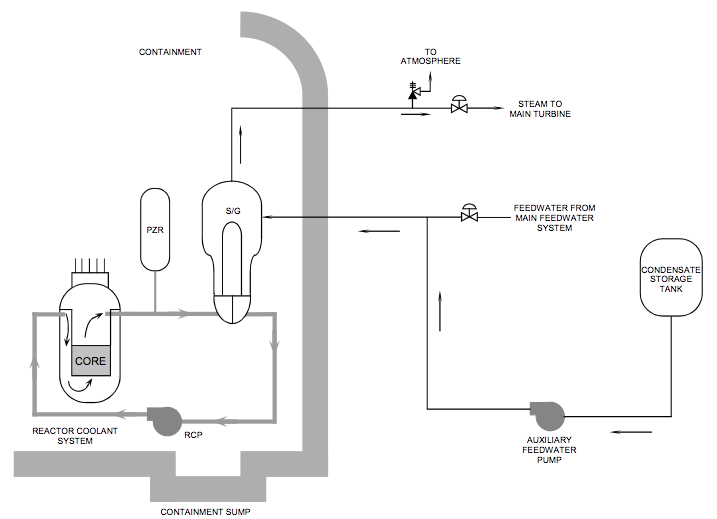 CONTAINMENT
TO
ATMOSPHERE
STEAM TO
MAIN TURBINE
S/G
PZR
FEEDWATER FROM
MAIN FEEDWATER
SYSTEM
CONDENSATE
STORAGE
TANK
CORE
REACTOR COOLANT
SYSTEM
RCP
AUXILIARY
FEEDWATER
PUMP
CONTAINMENT SUMP